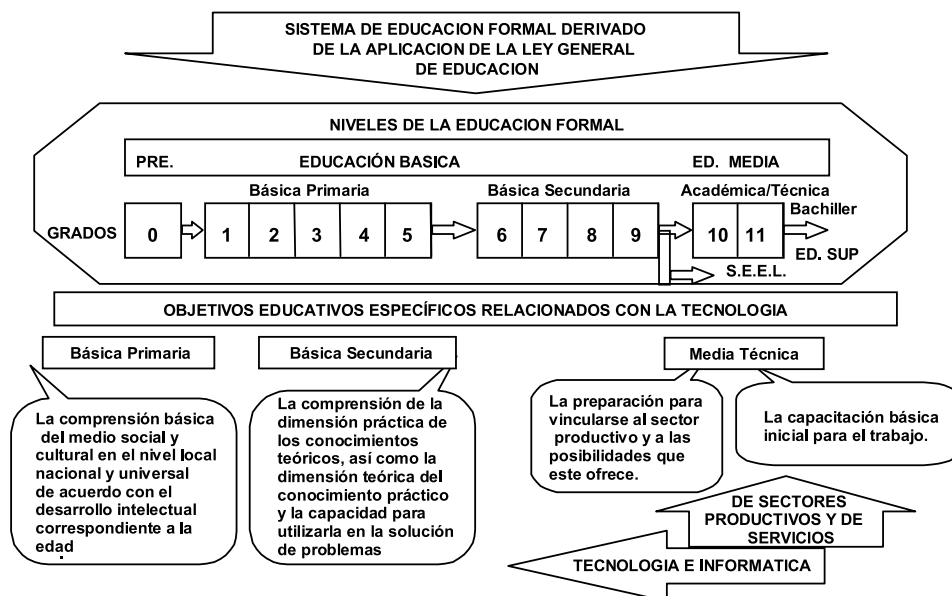 SISTEMA DE EDUCACION FORMAL DERIVADO
DE LA APLICACION DE LA LEY GENERAL
DE EDUCACION
NIVELES DE LA EDUCACION FORMAL
PRE. EDUCACIÓN BASICA ED. MEDIA
Básica Primaria Básica Secundaria Académica/Técnica
Bachiller
GRADOS 0 1 2 3 4 5 6 7 8 9 10 11
ED. SUP
S.E.E.L.
OBJETIVOS EDUCATIVOS ESPECÍFICOS RELACIONADOS CON LA TECNOLOGIA
Básica Primaria
La comprensión básica
del medio social y
cultural en el nivel local
nacional y universal
de acuerdo con el
desarrollo intelectual
correspondiente a la
edad
Básica Secundaria
La comprensión de la
dimensión práctica de
los conocimientos
teóricos, así como la
dimensión teórica del
conocimiento práctico
y la capacidad para
utilizarla en la solución
de problemas
Media Técnica
La preparación para
vincularse al sector
productivo y a las
posibilidades que
este ofrece.
La capacitación básica
inicial para el trabajo.
DE SECTORES
PRODUCTIVOS Y DE
SERVICIOS
TECNOLOGIA E INFORMATICA